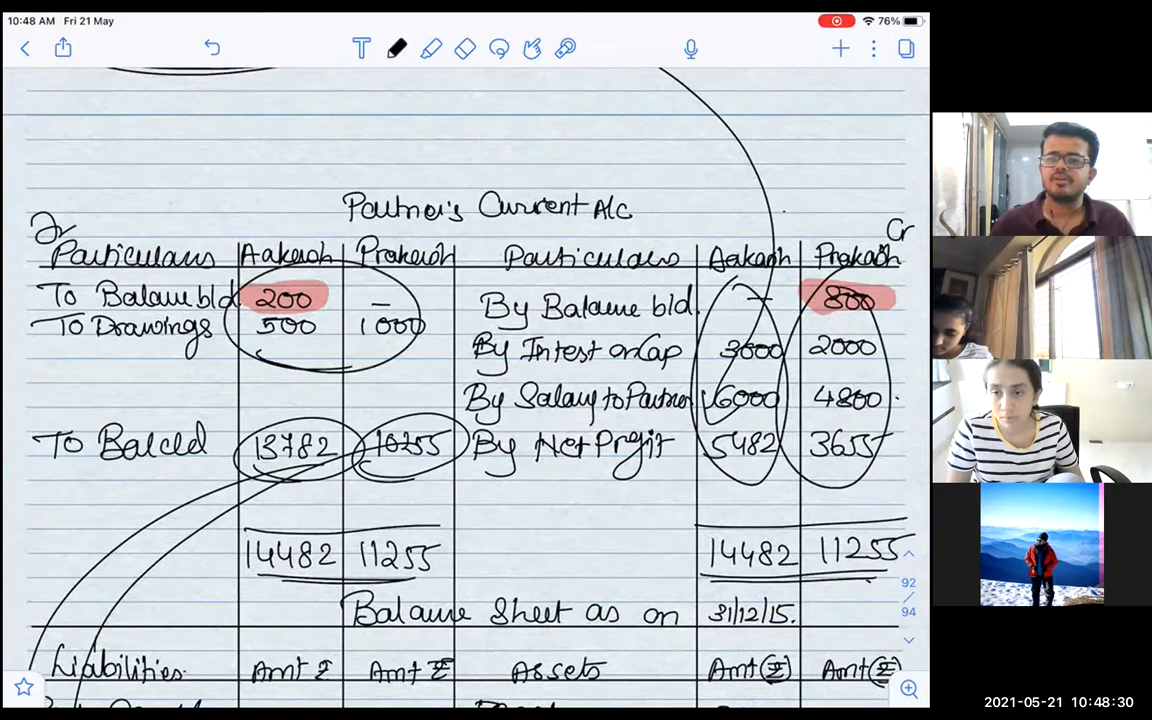 10:48 AM Fri 21 May 76%
T
Partner's Current A/c
Dr Cr
Particulars Aakash Prakash Particulars Aakash Prakash
To Balance b/d 200 – By Balance b/d – 800
To Drawings 500 1000
By Interest on Cap 3000 2000
By Salary to Partner 6000 4800
To Bal c/d 13782 10255 By Net Profit 5482 3655
14482 11255 14482 11255
Balance Sheet as on 31/12/15.
Liabilities Amt ₹ Amt ₹ Assets Amt (₹) Amt (₹)
92
/
94
2021-05-21 10:48:30